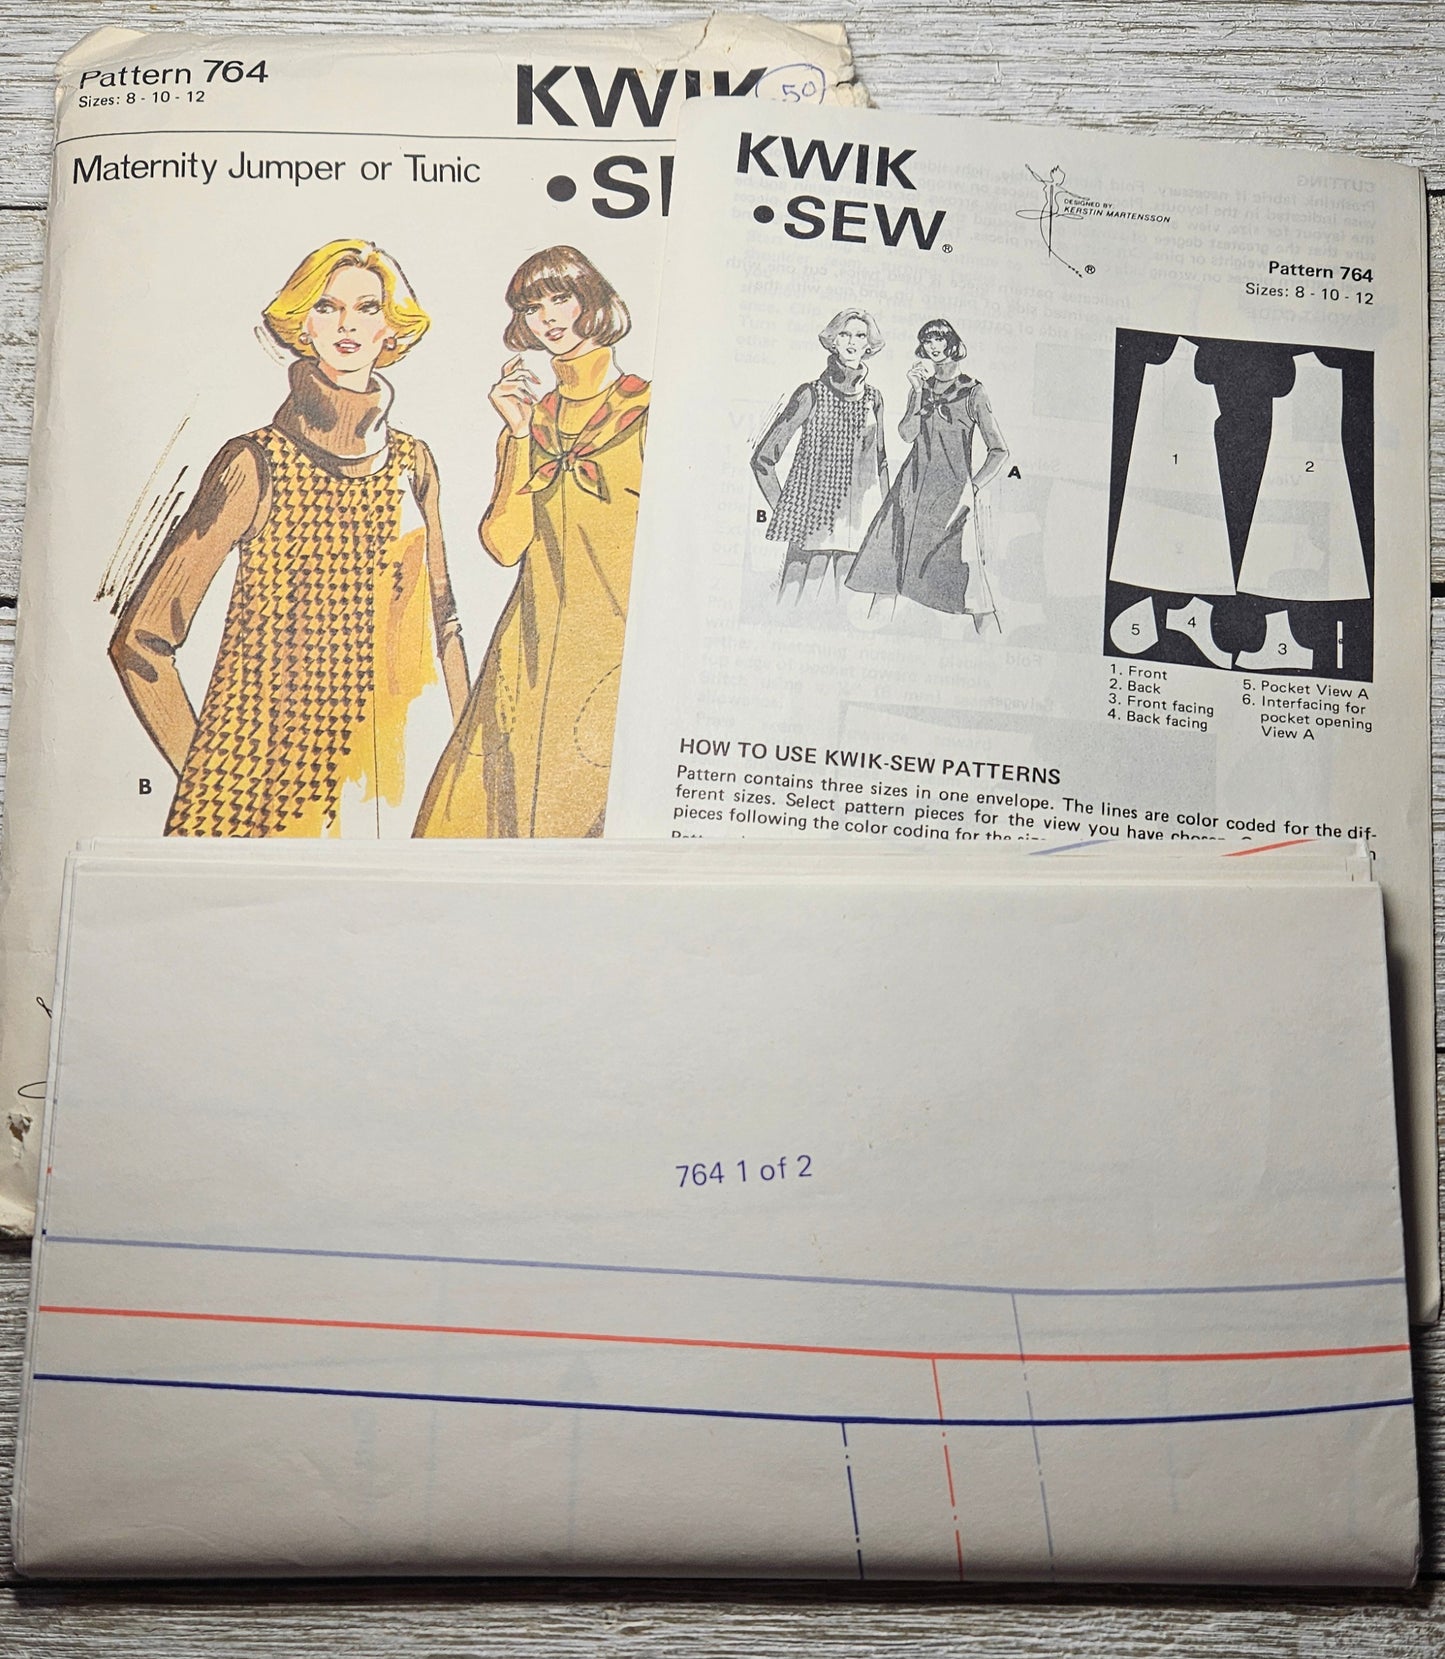 Pattern 764
Sizes: 8 - 10 - 12
KWIK
.50
Maternity Jumper or Tunic
B
KWIK
•SEW®
DESIGNED BY:
KERSTIN MARTENSSON
®
Pattern 764
Sizes: 8 - 10 - 12
A
B
1
2
5
4
3
1. Front
2. Back
3. Front facing
4. Back facing
5. Pocket View A
6. Interfacing for
pocket opening
View A
HOW TO USE KWIK-SEW PATTERNS
Pattern contains three sizes in one envelope. The lines are color coded for the dif-
ferent sizes. Select pattern pieces for the view you have
pieces following the color coding for the
764 1 of 2